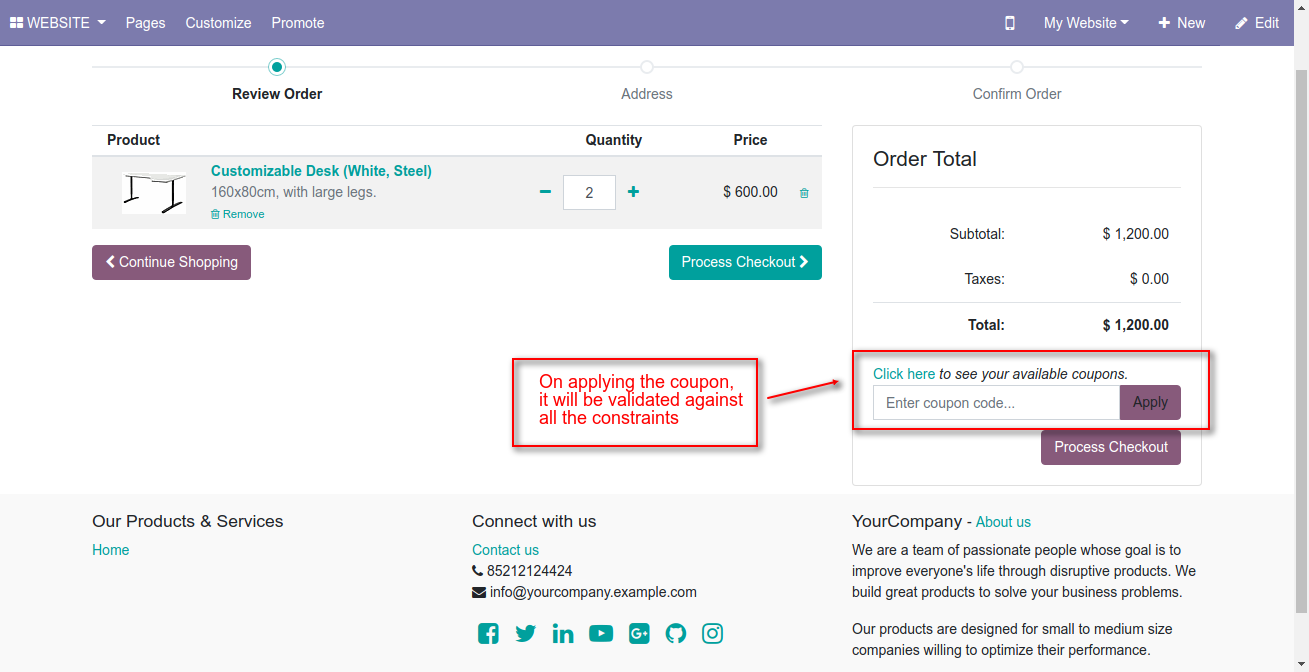 WEBSITE Pages Customize Promote My Website New Edit
Review Order Address Confirm Order
Product Quantity Price
Customizable Desk (White, Steel)
160x80cm, with large legs.
Remove
2
$ 600.00
Continue Shopping
Process Checkout
Order Total
Subtotal: $ 1,200.00
Taxes: $ 0.00
Total: $ 1,200.00
Click here to see your available coupons.
Enter coupon code... Apply
Process Checkout
On applying the coupon,
it will be validated against
all the constraints
Our Products & Services
Home
Connect with us
Contact us
85212124424
info@yourcompany.example.com
YourCompany - About us
We are a team of passionate people whose goal is to
improve everyone's life through disruptive products. We
build great products to solve your business problems.
Our products are designed for small to medium size
companies willing to optimize their performance.